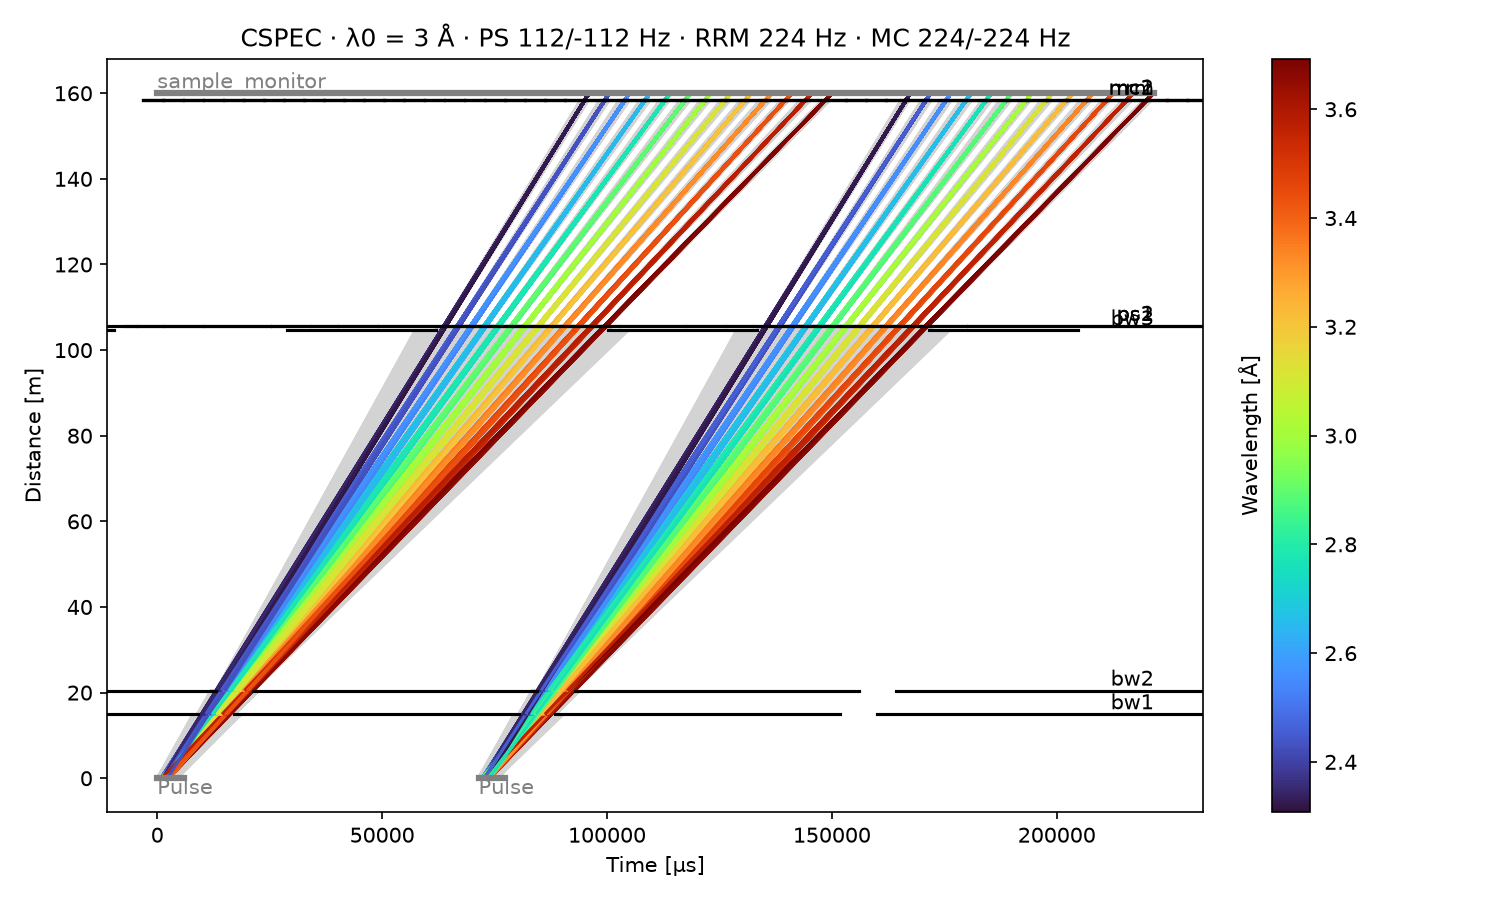 CSPEC · λ0 = 3 Å · PS 112/-112 Hz · RRM 224 Hz · MC 224/-224 Hz
sample_monitor
160
140
120
100
80
60
40
20
0
Distance [m]
bw2
bw1
Pulse
Pulse
0
50000
100000
150000
200000
Time [μs]
3.6
3.4
3.2
3.0
2.8
2.6
2.4
Wavelength [Å]